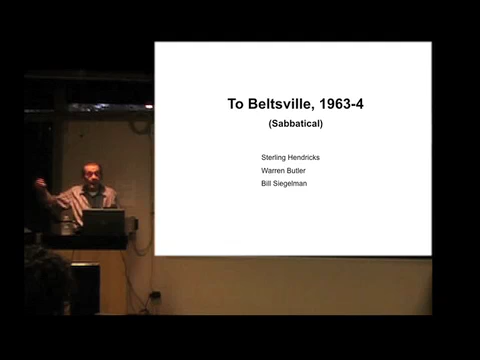 To Beltsville, 1963-4
(Sabbatical)
Sterling Hendricks
Warren Butler
Bill Siegelman